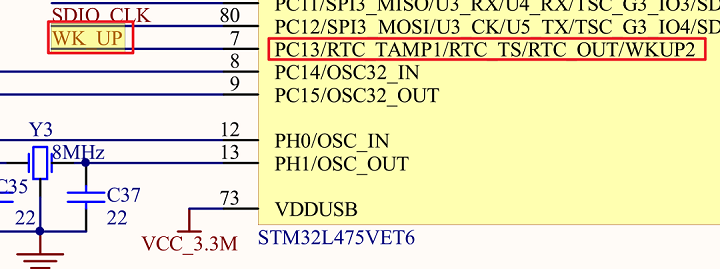 PC11/SPI3_MISO/U3_RX/U4_RX/TSC_G3_IO3/SD
SDIO_CLK 80 PC12/SPI3_MOSI/U3_CK/U5_TX/TSC_G3_IO4/SD
WK_UP 7 PC13/RTC_TAMP1/RTC_TS/RTC_OUT/WKUP2
8 PC14/OSC32_IN
9 PC15/OSC32_OUT
12 PH0/OSC_IN
13 PH1/OSC_OUT
Y3
8MHz
C35
22
C37
22
73 VDDUSB
VCC_3.3M
STM32L475VET6